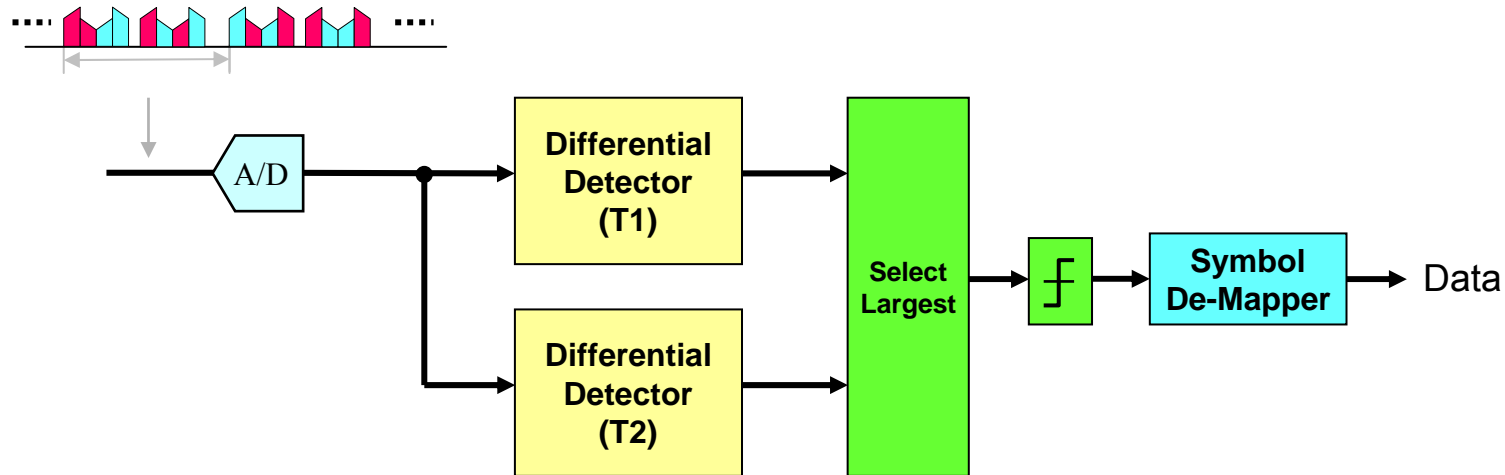 A/D
Differential
Detector
(T1)
Differential
Detector
(T2)
Select
Largest
Symbol
De-Mapper
Data